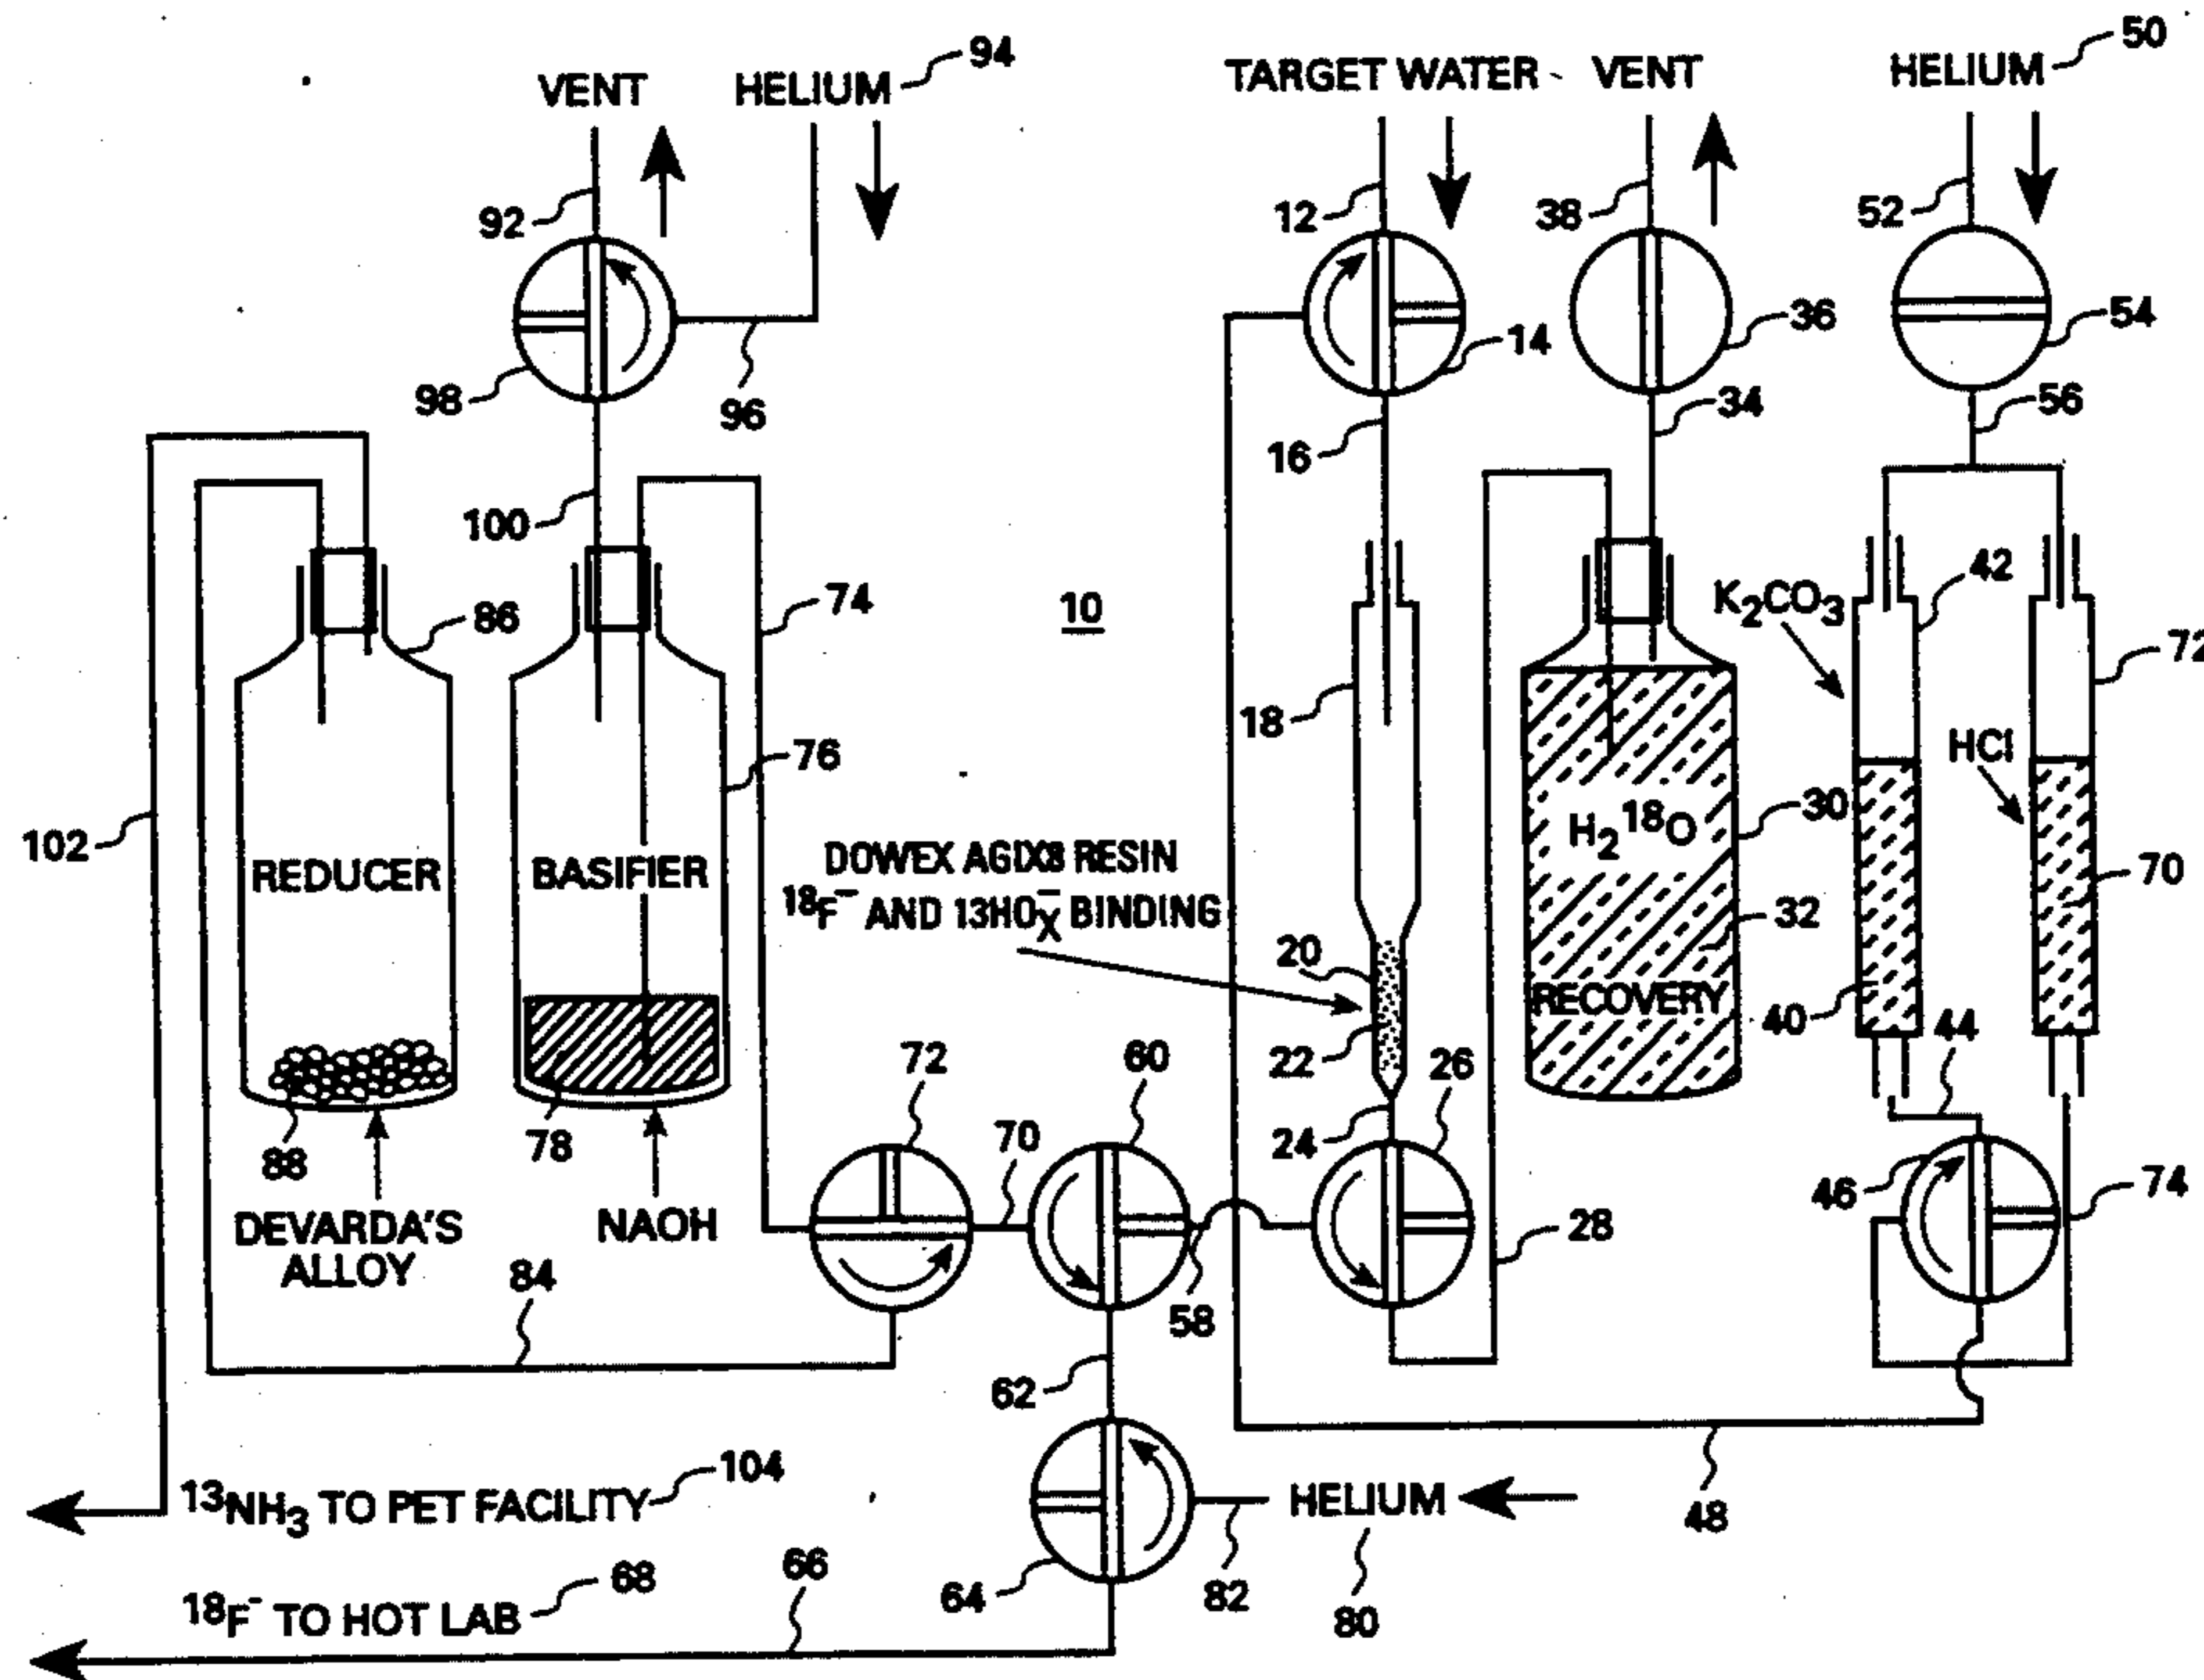 VENT
HELIUM
94
TARGET WATER
VENT
HELIUM
50
92
12
38
52
98
96
14
36
54
16
34
56
100
74
10
86
18
K₂CO₃
42
72
76
HCl
102
REDUCER
BASIFIER
DOWEX AGIX8 RESIN
¹⁸F⁻ AND 13HO⁻X BINDING
H₂¹⁸O
30
70
32
20
RECOVERY
40
44
22
72
60
26
88
78
70
24
46
74
DEVARDA'S
ALLOY
NAOH
84
58
28
62
¹³NH₃ TO PET FACILITY
104
HELIUM
48
¹⁸F⁻ TO HOT LAB
68
66
64
82
80